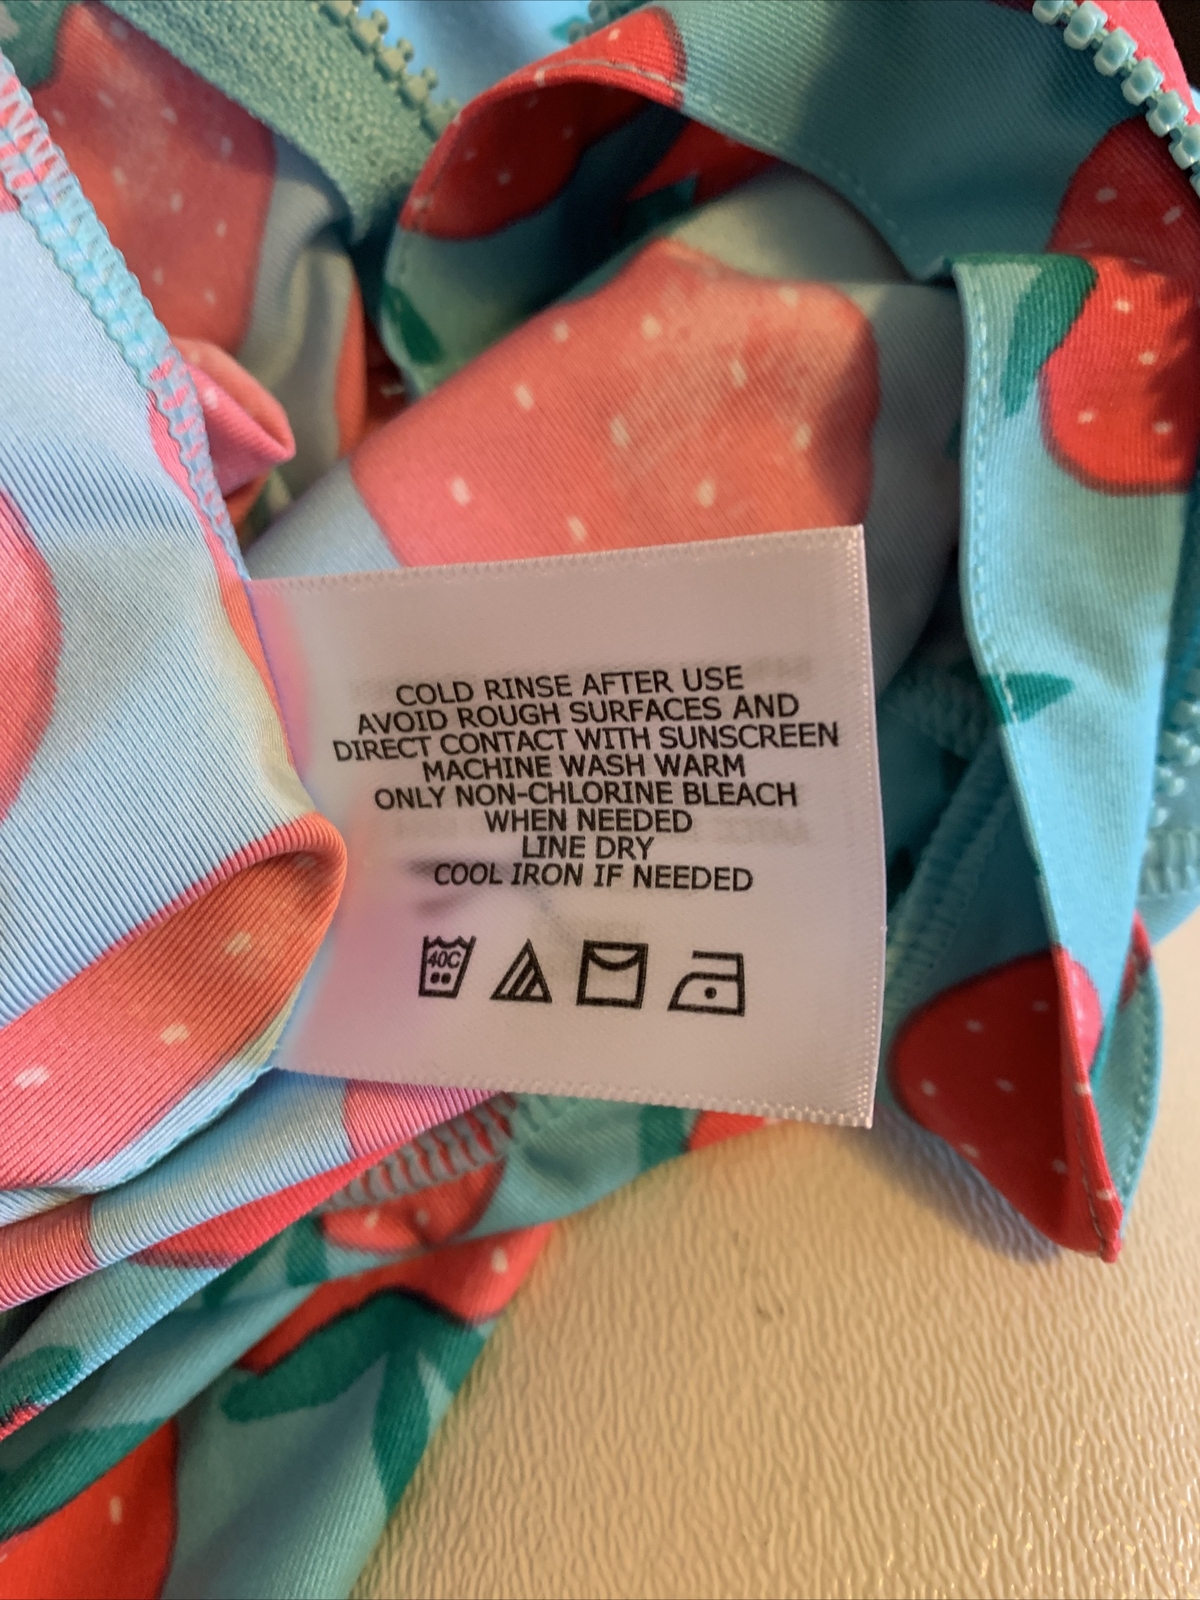 COLD RINSE AFTER USE
AVOID ROUGH SURFACES AND
DIRECT CONTACT WITH SUNSCREEN
MACHINE WASH WARM
ONLY NON-CHLORINE BLEACH
WHEN NEEDED
LINE DRY
COOL IRON IF NEEDED
40C